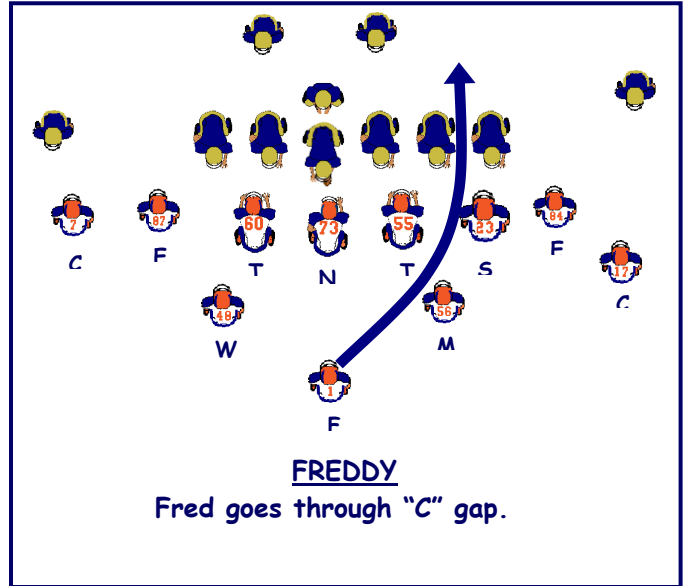 60 73 55
7 87 23 84
C F T N T S F 17
48 56 C
W M
1
F
FREDDY
Fred goes through “C” gap.